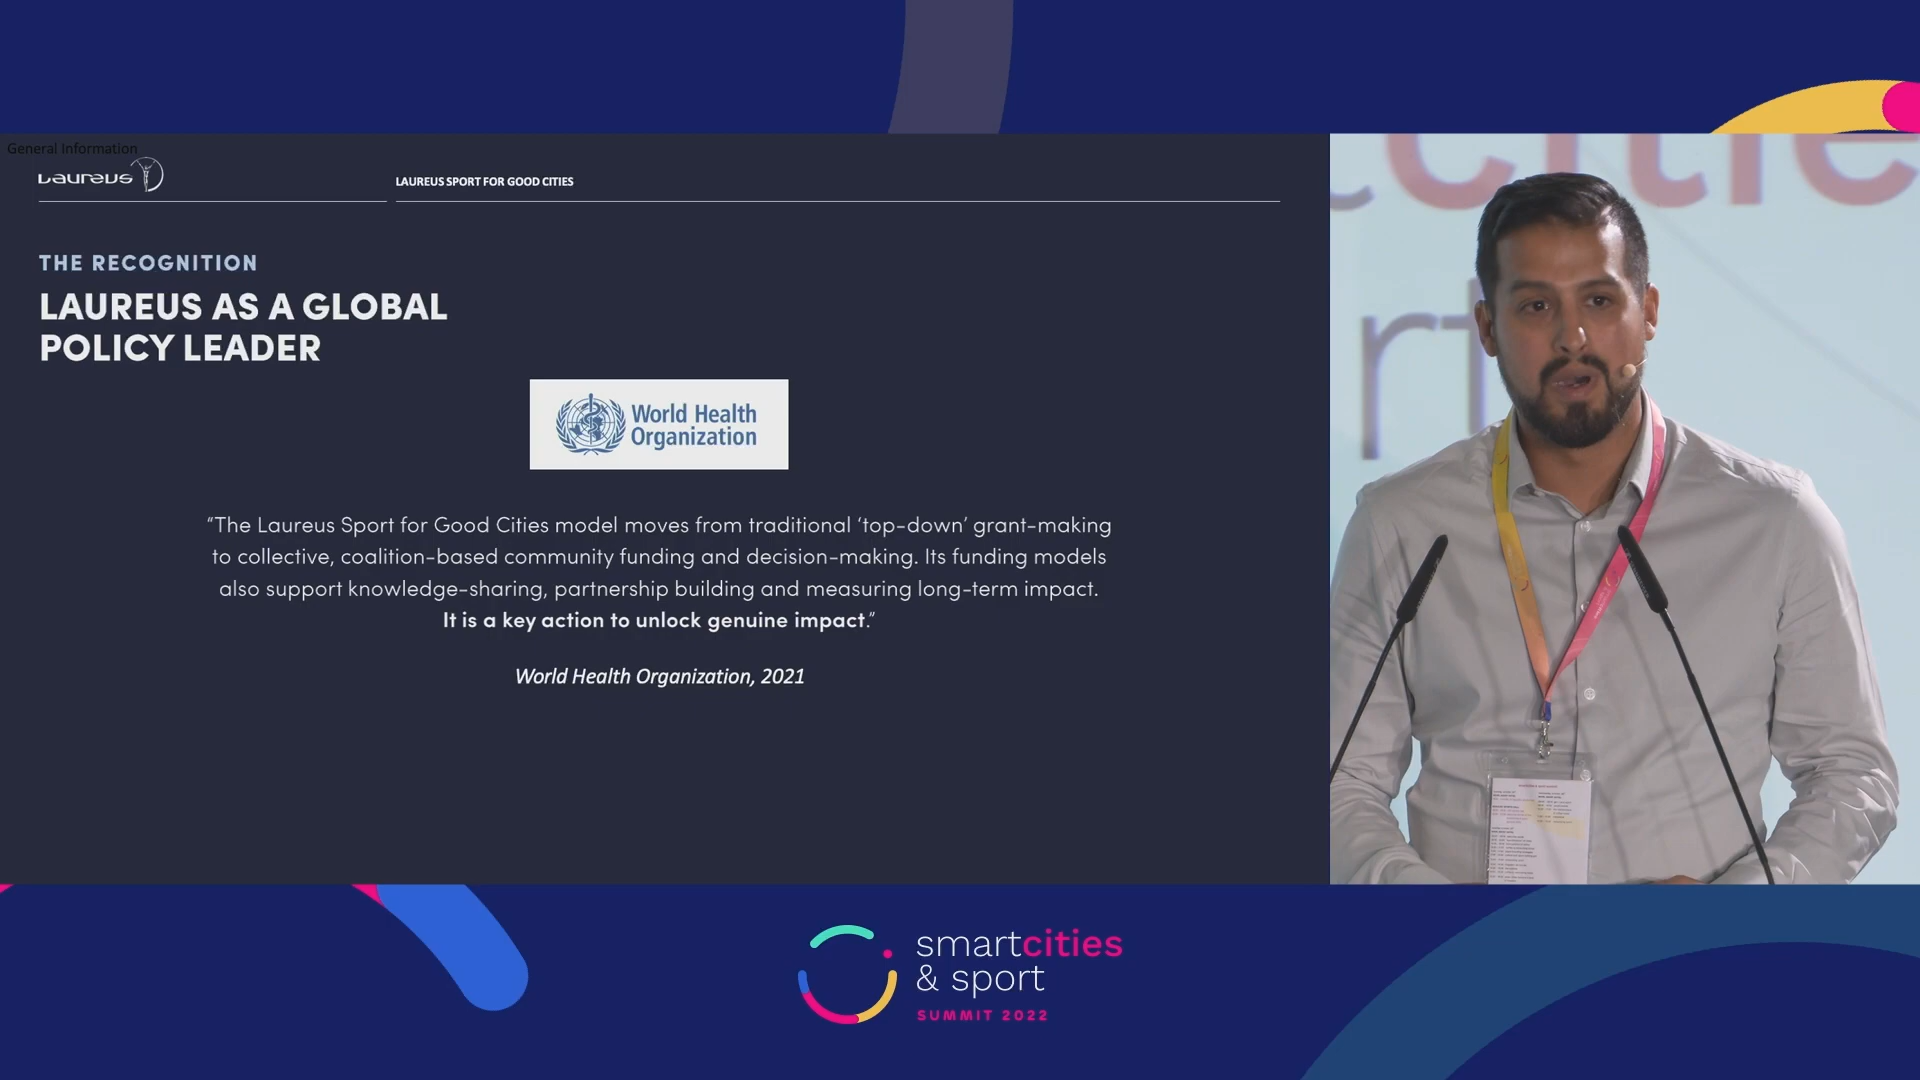 General Information
Laureus
LAUREUS SPORT FOR GOOD CITIES
THE RECOGNITION
LAUREUS AS A GLOBAL
POLICY LEADER
World Health
Organization
“The Laureus Sport for Good Cities model moves from traditional ‘top-down’ grant-making
to collective, coalition-based community funding and decision-making. Its funding models
also support knowledge-sharing, partnership building and measuring long-term impact.
It is a key action to unlock genuine impact.”
World Health Organization, 2021
smartcities
& sport
SUMMIT 2022